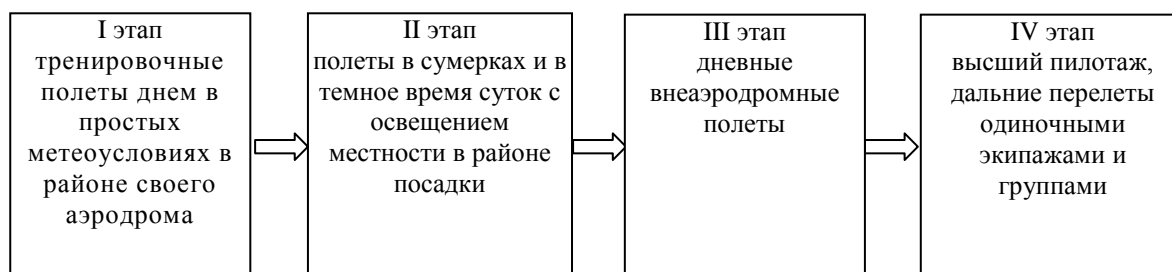 I этап
тренировочные
полеты днем в
простых
метеоусловиях в
районе своего
аэродрома
II этап
полеты в сумерках и в
темное время суток с
освещением
местности в районе
посадки
III этап
дневные
внеаэродромные
полеты
IV этап
высший пилотаж,
дальние перелеты
одиночными
экипажами и
группами